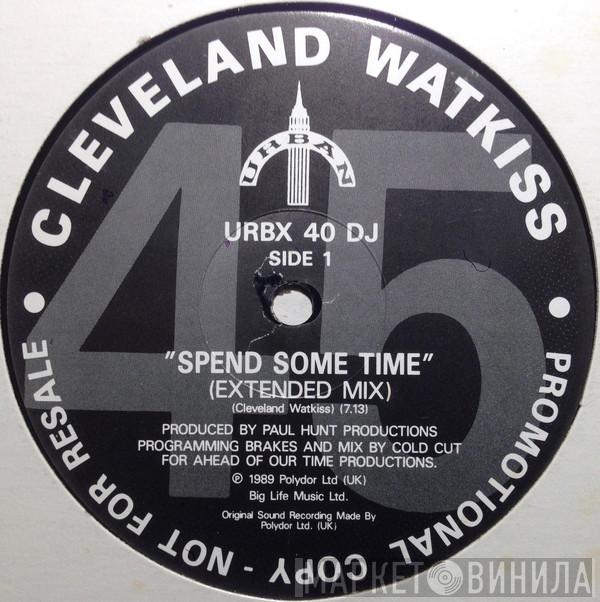 CLEVELAND WATKISS
45
URBAN
URBX 40 DJ
SIDE 1
"SPEND SOME TIME"
(EXTENDED MIX)
(Cleveland Watkiss) (7.13)
PRODUCED BY PAUL HUNT PRODUCTIONS
PROGRAMMING BRAKES AND MIX BY COLD CUT
FOR AHEAD OF OUR TIME PRODUCTIONS.
℗ 1989 Polydor Ltd (UK)
Big Life Music Ltd.
Original Sound Recording Made By
Polydor Ltd. (UK)
• PROMOTIONAL COPY - NOT FOR RESALE •
МАРКЕТ ВИНИЛА